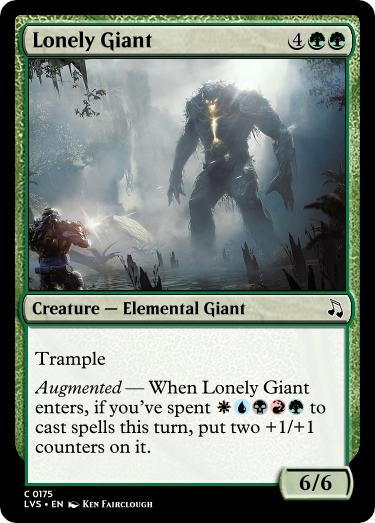 Lonely Giant 4
Creature — Elemental Giant
Trample
Augmented — When Lonely Giant
enters, if you've spent to
cast spells this turn, put two +1/+1
counters on it.
6/6
C 0175
LVS • EN Ken Fairclough